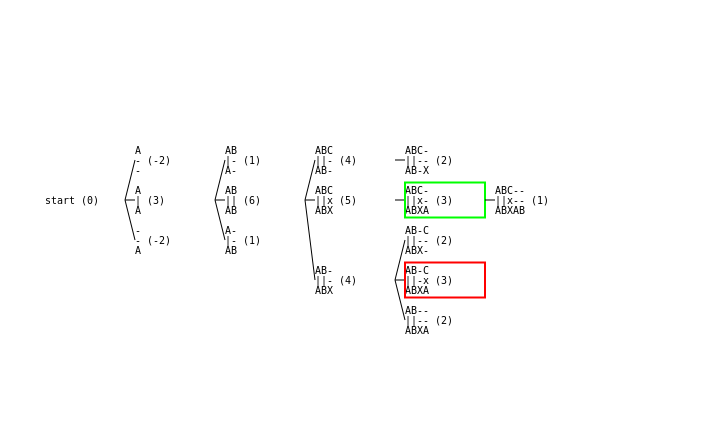 start (0)
A
- (-2)
-
A
| (3)
A
-
- (-2)
A
AB
|- (1)
A-
AB
|| (6)
AB
A-
|- (1)
AB
ABC
||- (4)
AB-
ABC
||x (5)
ABX
AB-
||- (4)
ABX
ABC-
||-- (2)
AB-X
ABC-
||x- (3)
ABXA
AB-C
||-- (2)
ABX-
AB-C
||-x (3)
ABXA
AB--
||-- (2)
ABXA
ABC--
||x-- (1)
ABXAB